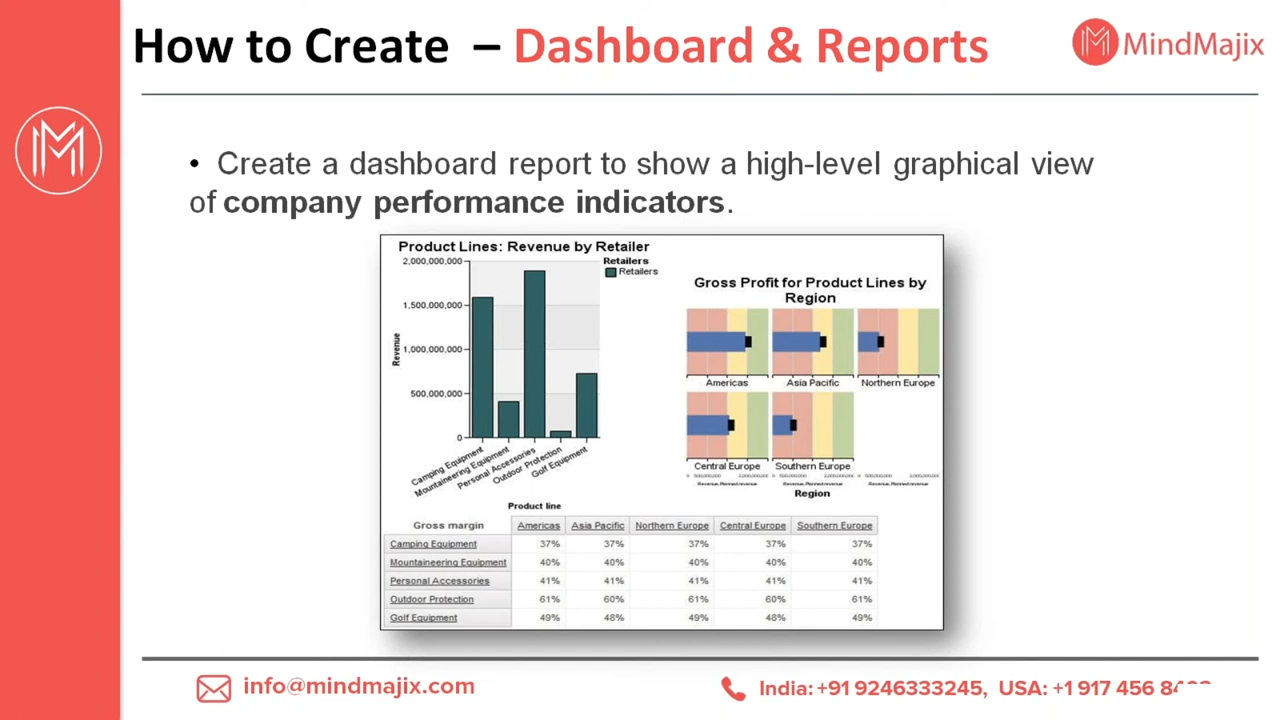 How to Create – Dashboard & Reports
MindMajix
• Create a dashboard report to show a high-level graphical view
of company performance indicators.
Product Lines: Revenue by Retailer
Retailers
Retailers
2,000,000,000
1,500,000,000
1,000,000,000
500,000,000
0
Revenue
Camping Equipment
Mountaineering Equipment
Personal Accessories
Outdoor Protection
Golf Equipment
Product line
Gross Profit for Product Lines by
Region
Americas Asia Pacific Northern Europe
Central Europe Southern Europe
Region
Gross margin Americas Asia Pacific Northern Europe Central Europe Southern Europe
Camping Equipment 37% 37% 37% 37% 37%
Mountaineering Equipment 40% 40% 40% 40% 40%
Personal Accessories 41% 41% 41% 41% 41%
Outdoor Protection 61% 60% 61% 60% 61%
Golf Equipment 49% 48% 49% 48% 49%
info@mindmajix.com
India: +91 9246333245, USA: +1 917 456